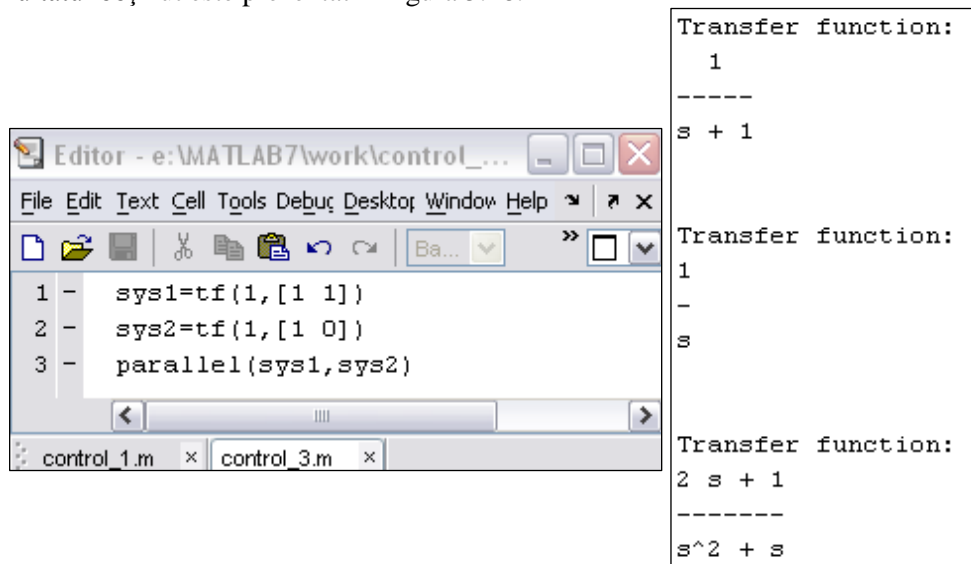 este prezentat
Editor - e:\MATLAB7\work\control_...
File Edit Text Cell Tools Debug Desktop Window Help
Ba...
1 - sys1=tf(1,[1 1])
2 - sys2=tf(1,[1 0])
3 - parallel(sys1,sys2)
control_1.m × control_3.m ×
Transfer function:
1
-----
s + 1
Transfer function:
1
-
s
Transfer function:
2 s + 1
-------
s^2 + s